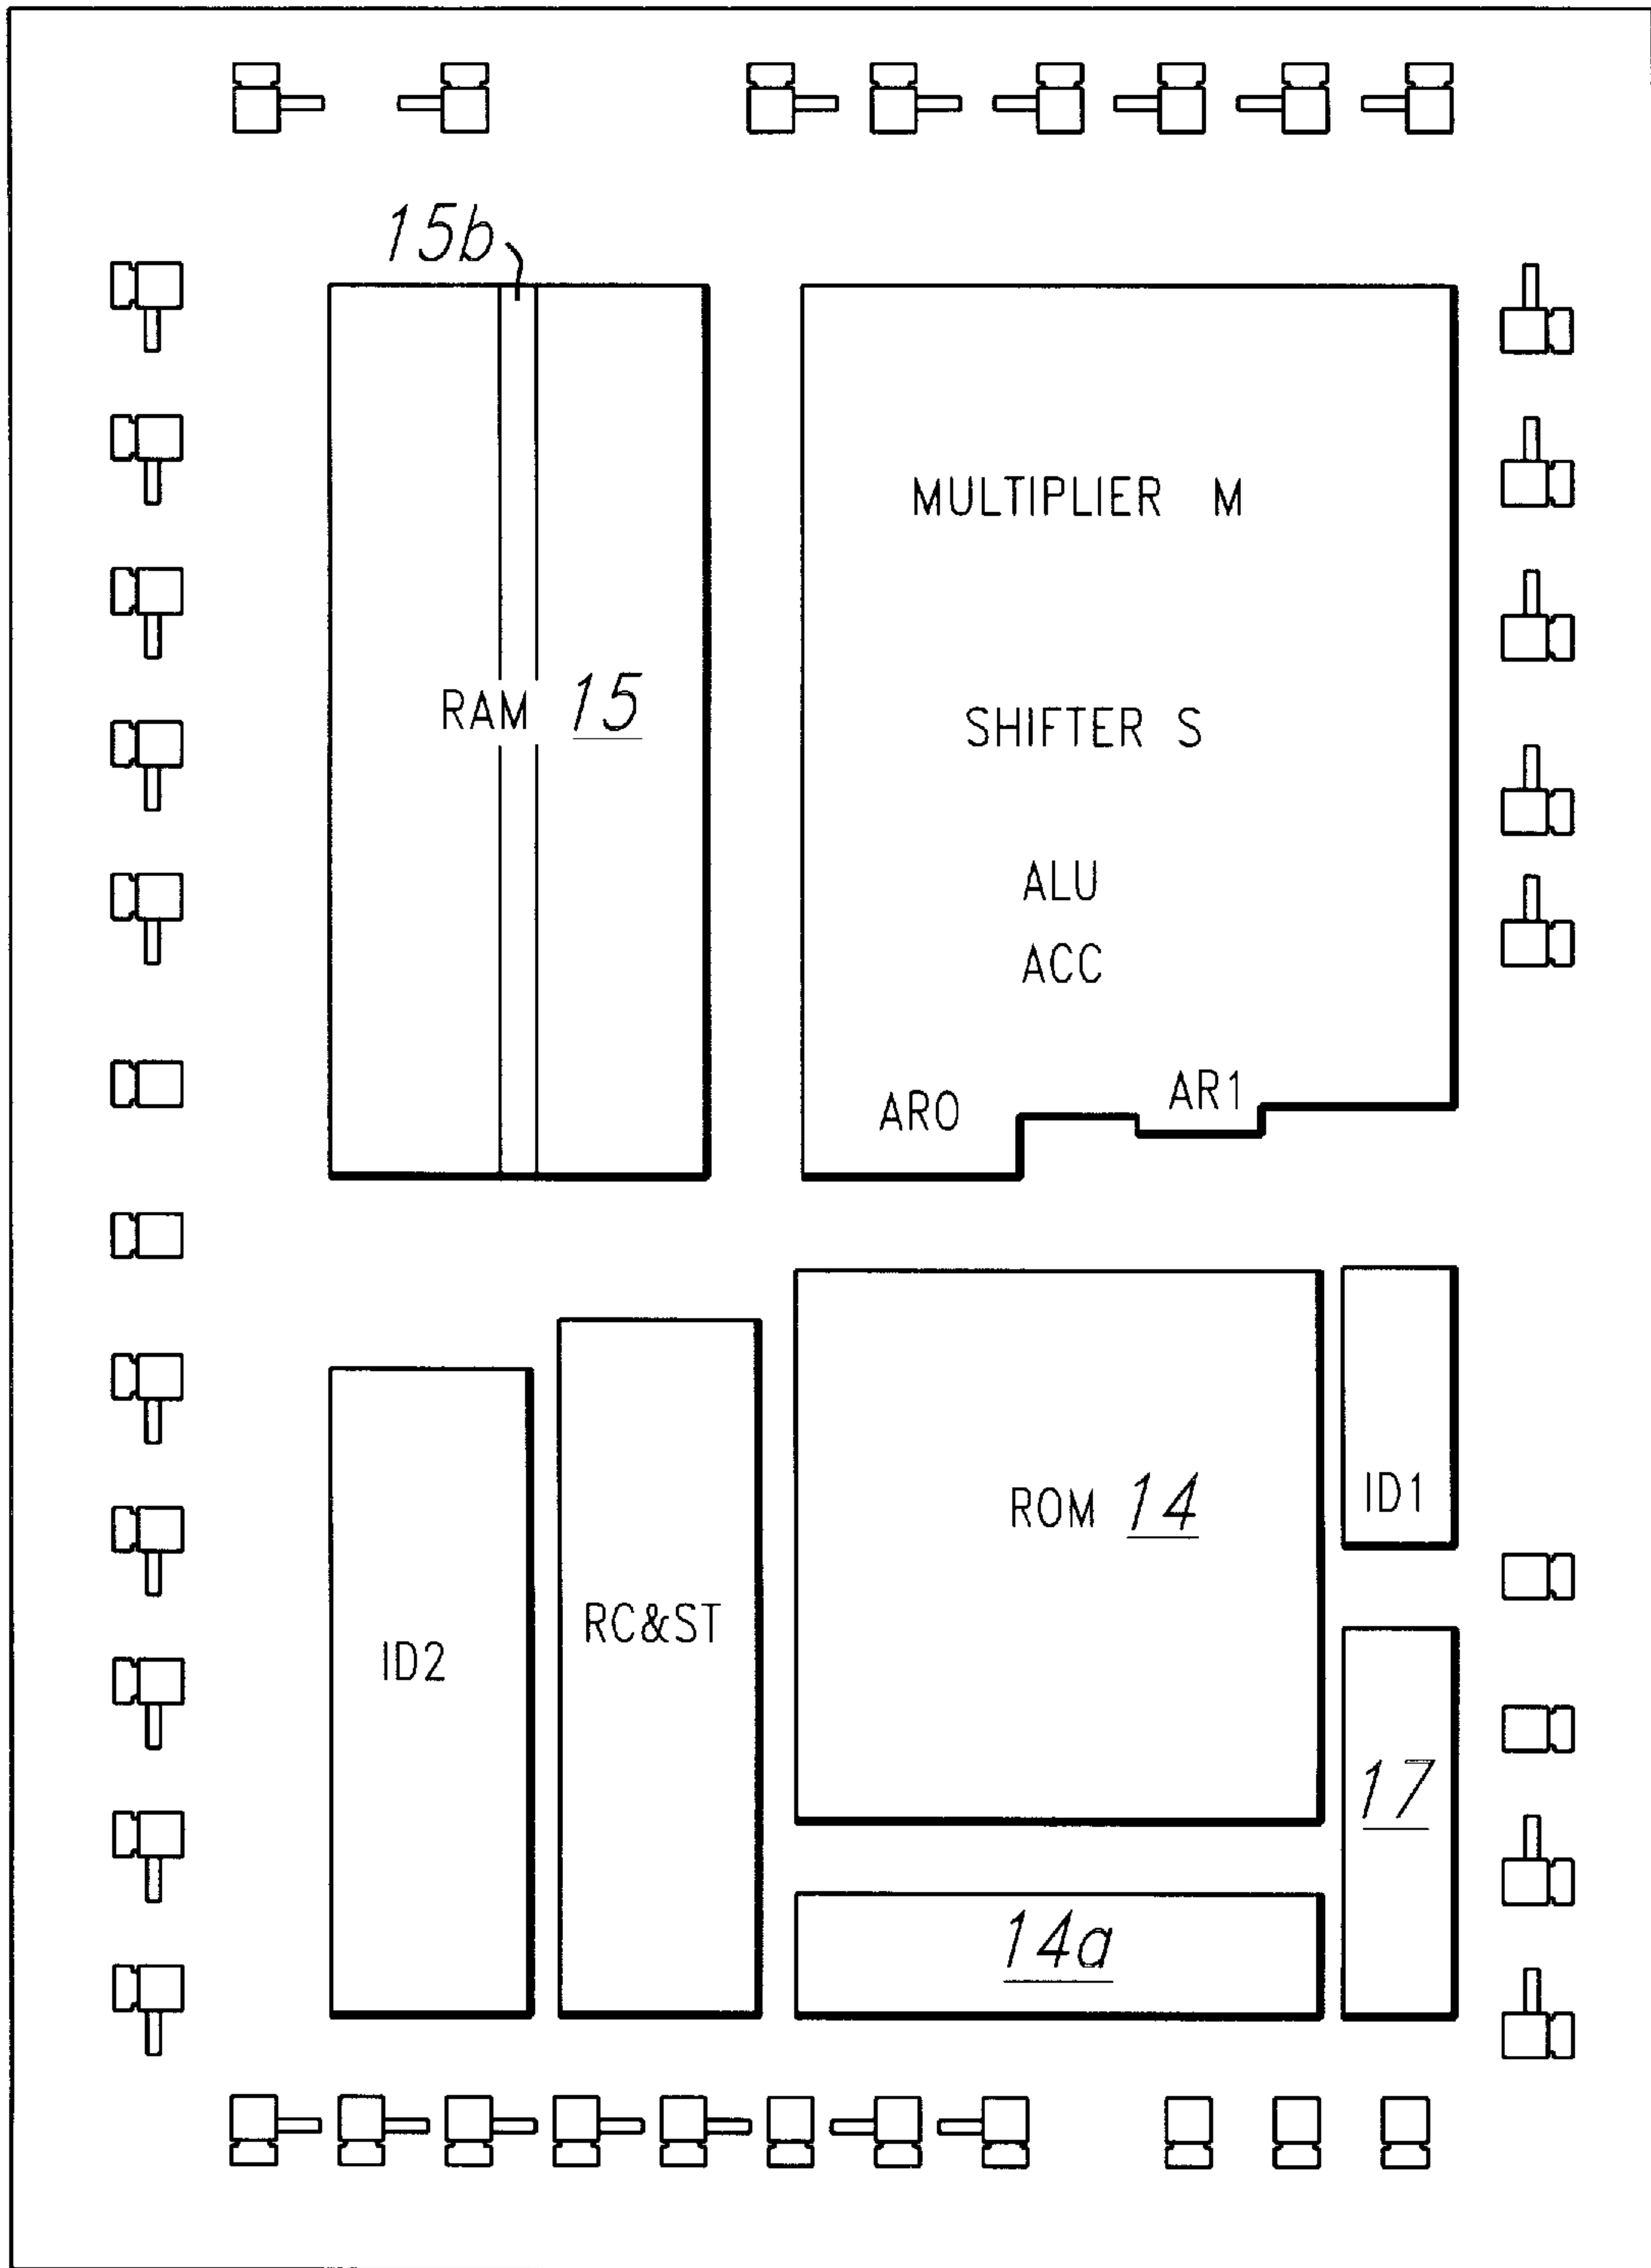 15b
MULTIPLIER M
RAM 15
SHIFTER S
ALU
ACC
AR0
AR1
ROM 14
ID1
RC&ST
ID2
17
14a